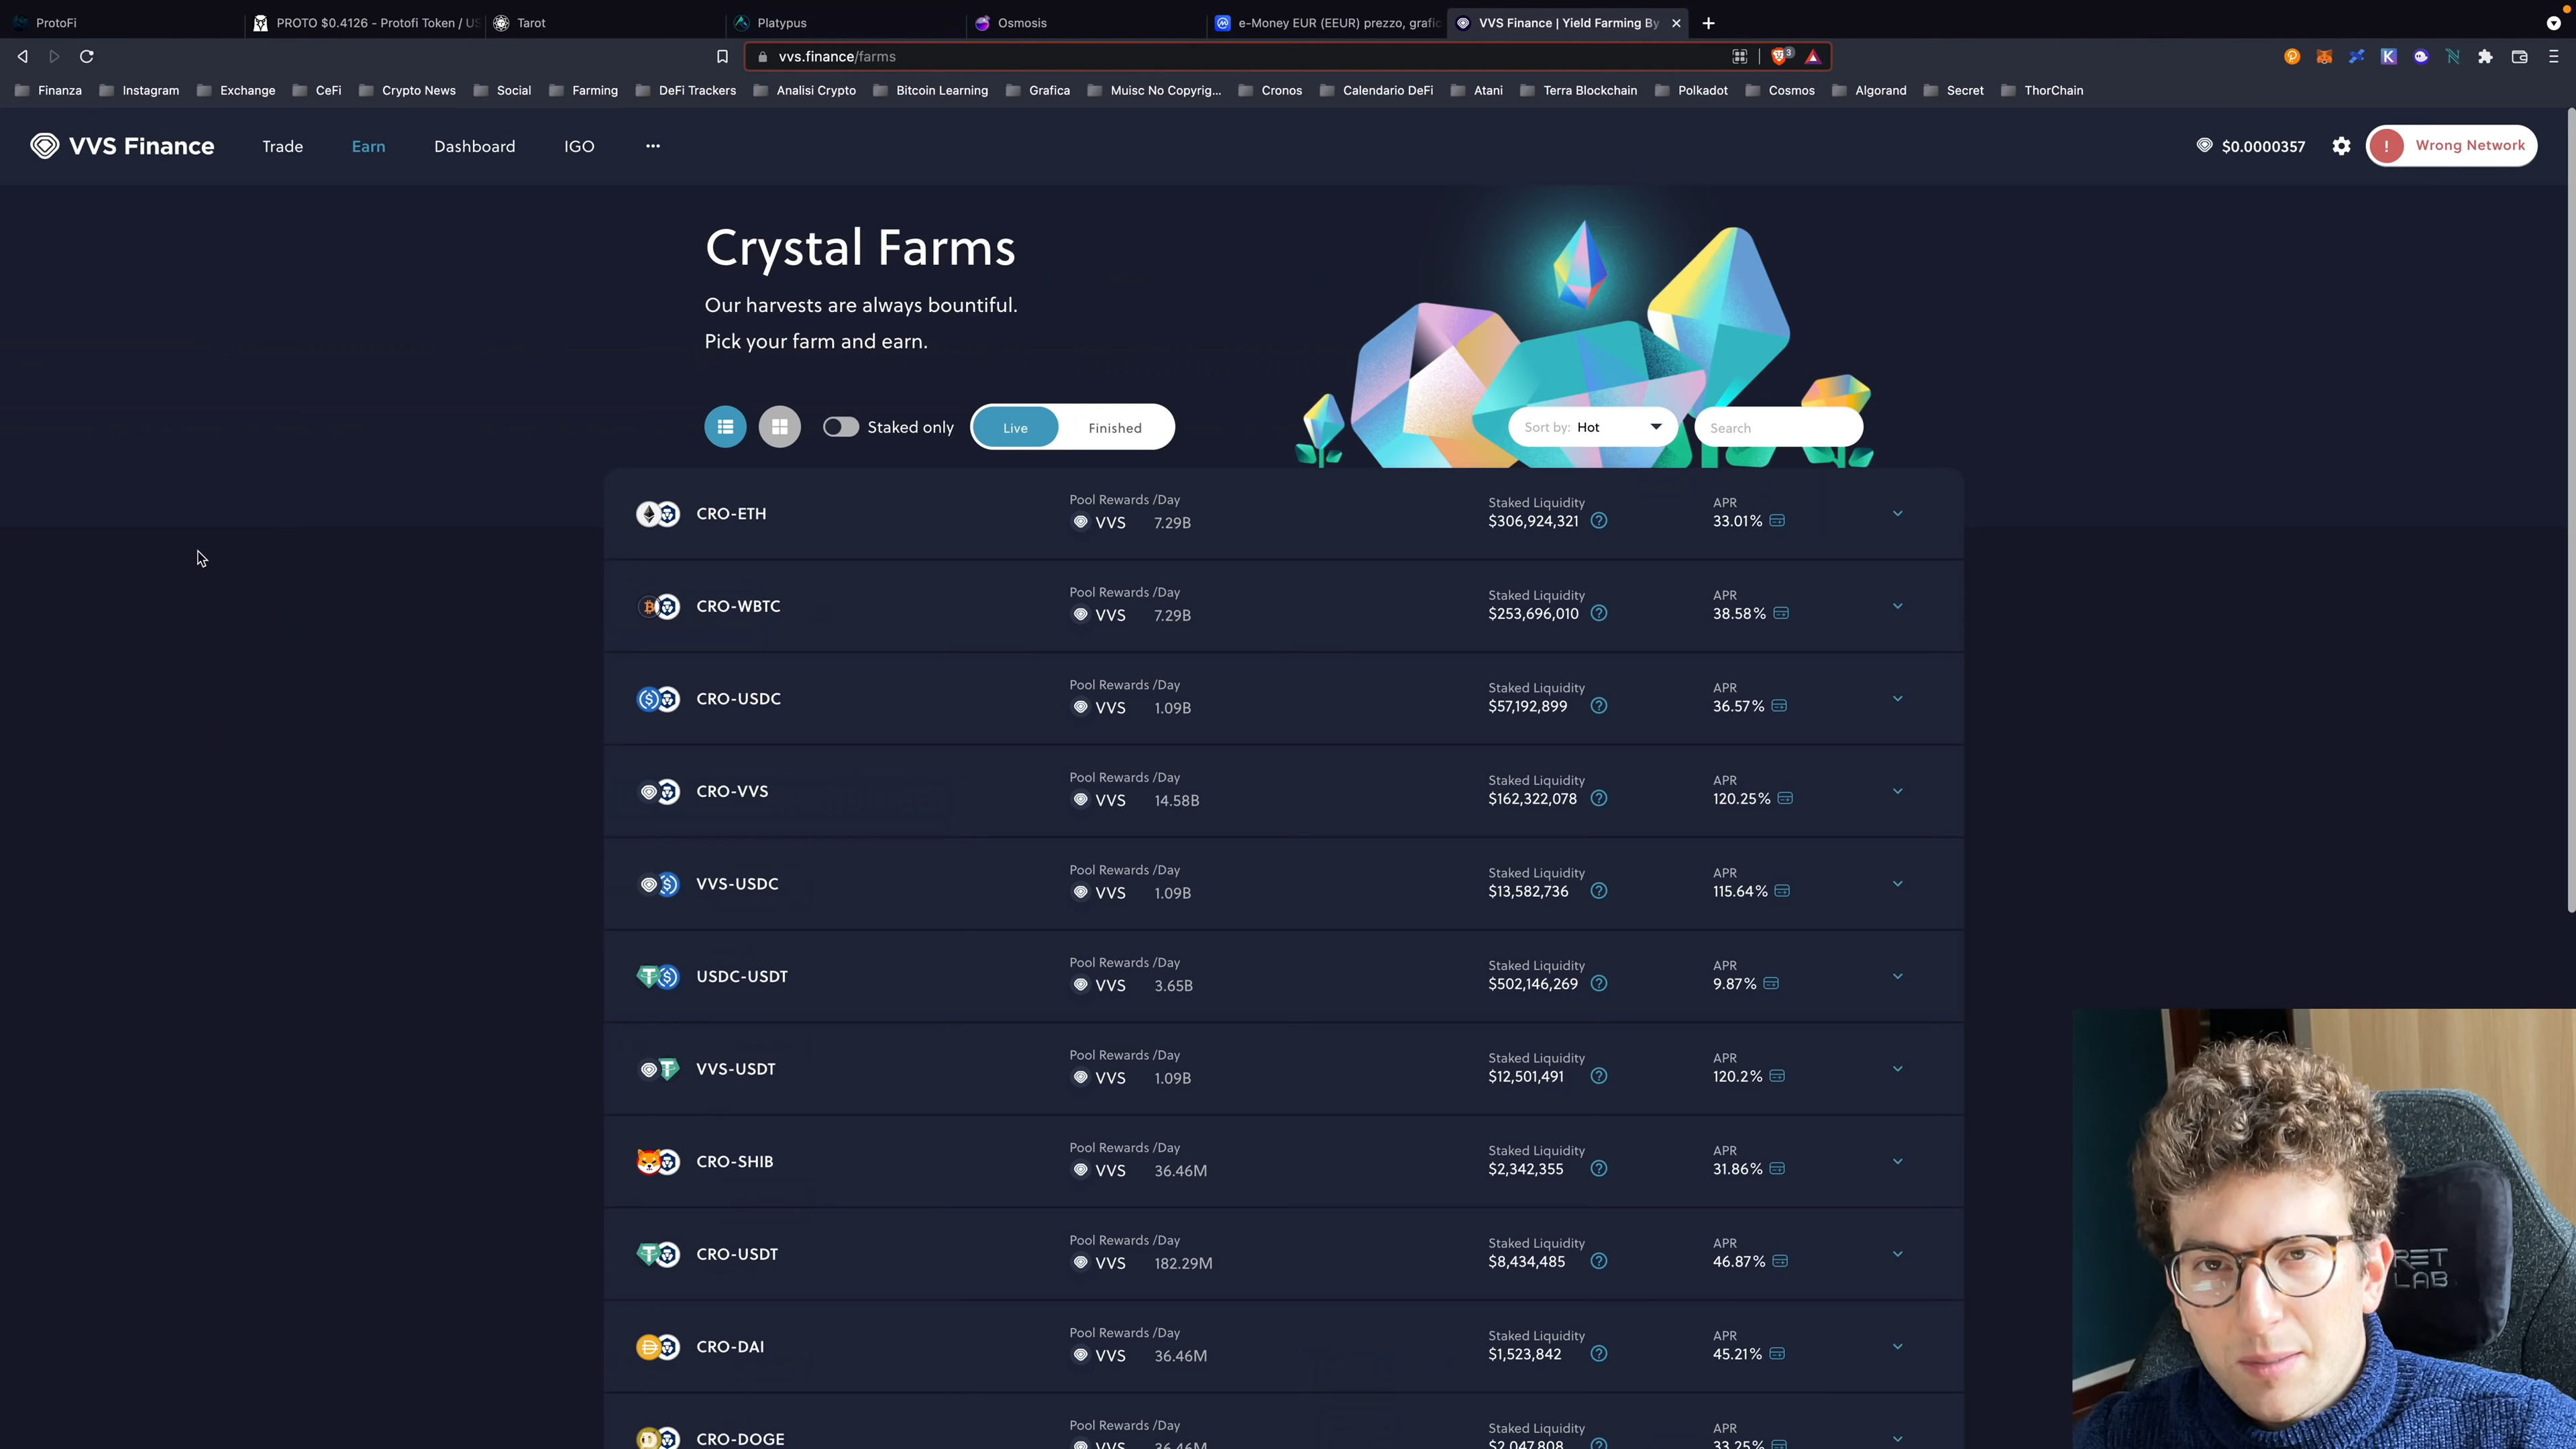 ProtoFi
PROTO $0.4126 - Protofi Token / US
Tarot
Platypus
Osmosis
e-Money EUR (EEUR) prezzo, grafic
VVS Finance | Yield Farming By
vvs.finance/farms
3
K
Finanza
Instagram
Exchange
CeFi
Crypto News
Social
Farming
DeFi Trackers
Analisi Crypto
Bitcoin Learning
Grafica
Muisc No Copyrig...
Cronos
Calendario DeFi
Atani
Terra Blockchain
Polkadot
Cosmos
Algorand
Secret
ThorChain
VVS Finance
Trade
Earn
Dashboard
IGO
$0.0000357
! Wrong Network
Crystal Farms
Our harvests are always bountiful.
Pick your farm and earn.
Staked only
Live
Finished
Sort by: Hot
Search
CRO-ETH
Pool Rewards /Day
VVS 7.29B
Staked Liquidity
$306,924,321
APR
33.01%
CRO-WBTC
Pool Rewards /Day
VVS 7.29B
Staked Liquidity
$253,696,010
APR
38.58%
CRO-USDC
Pool Rewards /Day
VVS 1.09B
Staked Liquidity
$57,192,899
APR
36.57%
CRO-VVS
Pool Rewards /Day
VVS 14.58B
Staked Liquidity
$162,322,078
APR
120.25%
VVS-USDC
Pool Rewards /Day
VVS 1.09B
Staked Liquidity
$13,582,736
APR
115.64%
USDC-USDT
Pool Rewards /Day
VVS 3.65B
Staked Liquidity
$502,146,269
APR
9.87%
VVS-USDT
Pool Rewards /Day
VVS 1.09B
Staked Liquidity
$12,501,491
APR
120.2%
CRO-SHIB
Pool Rewards /Day
VVS 36.46M
Staked Liquidity
$2,342,355
APR
31.86%
CRO-USDT
Pool Rewards /Day
VVS 182.29M
Staked Liquidity
$8,434,485
APR
46.87%
CRO-DAI
Pool Rewards /Day
VVS 36.46M
Staked Liquidity
$1,523,842
APR
45.21%
CRO-DOGE
Pool Rewards /Day
VVS 36.46M
Staked Liquidity
$2,047,808
APR
33.25%
RET
LAB